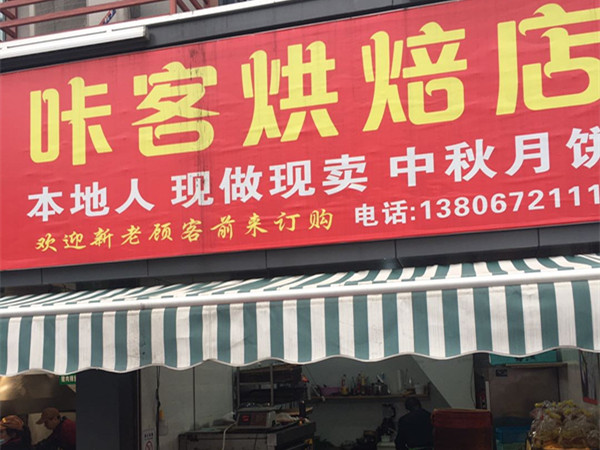 咔客烘焙店
本地人 现做现卖 中秋月饼
欢迎新老顾客前来订购 电话:1380672111